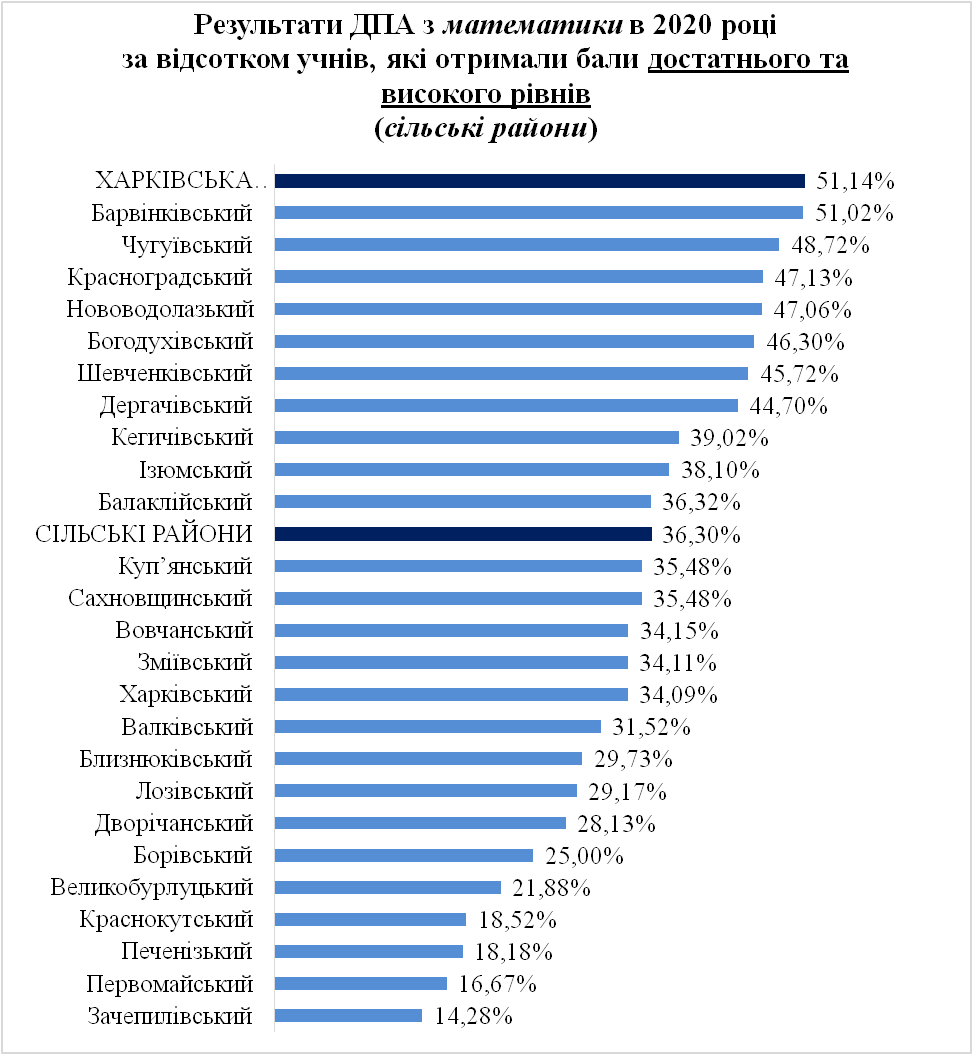 Результати ДПА з математики в 2020 році
за відсотком учнів, які отримали бали достатнього та
високого рівнів
(сільські райони)
ХАРКІВСЬКА.. 51,14%
Барвінківський 51,02%
Чугуївський 48,72%
Красноградський 47,13%
Нововодолазький 47,06%
Богодухівський 46,30%
Шевченківський 45,72%
Дергачівський 44,70%
Кегичівський 39,02%
Ізюмський 38,10%
Балаклійський 36,32%
СІЛЬСЬКІ РАЙОНИ 36,30%
Куп’янський 35,48%
Сахновщинський 35,48%
Вовчанський 34,15%
Зміївський 34,11%
Харківський 34,09%
Валківський 31,52%
Близнюківський 29,73%
Лозівський 29,17%
Дворічанський 28,13%
Борівський 25,00%
Великобурлуцький 21,88%
Краснокутський 18,52%
Печенізький 18,18%
Первомайський 16,67%
Зачепилівський 14,28%